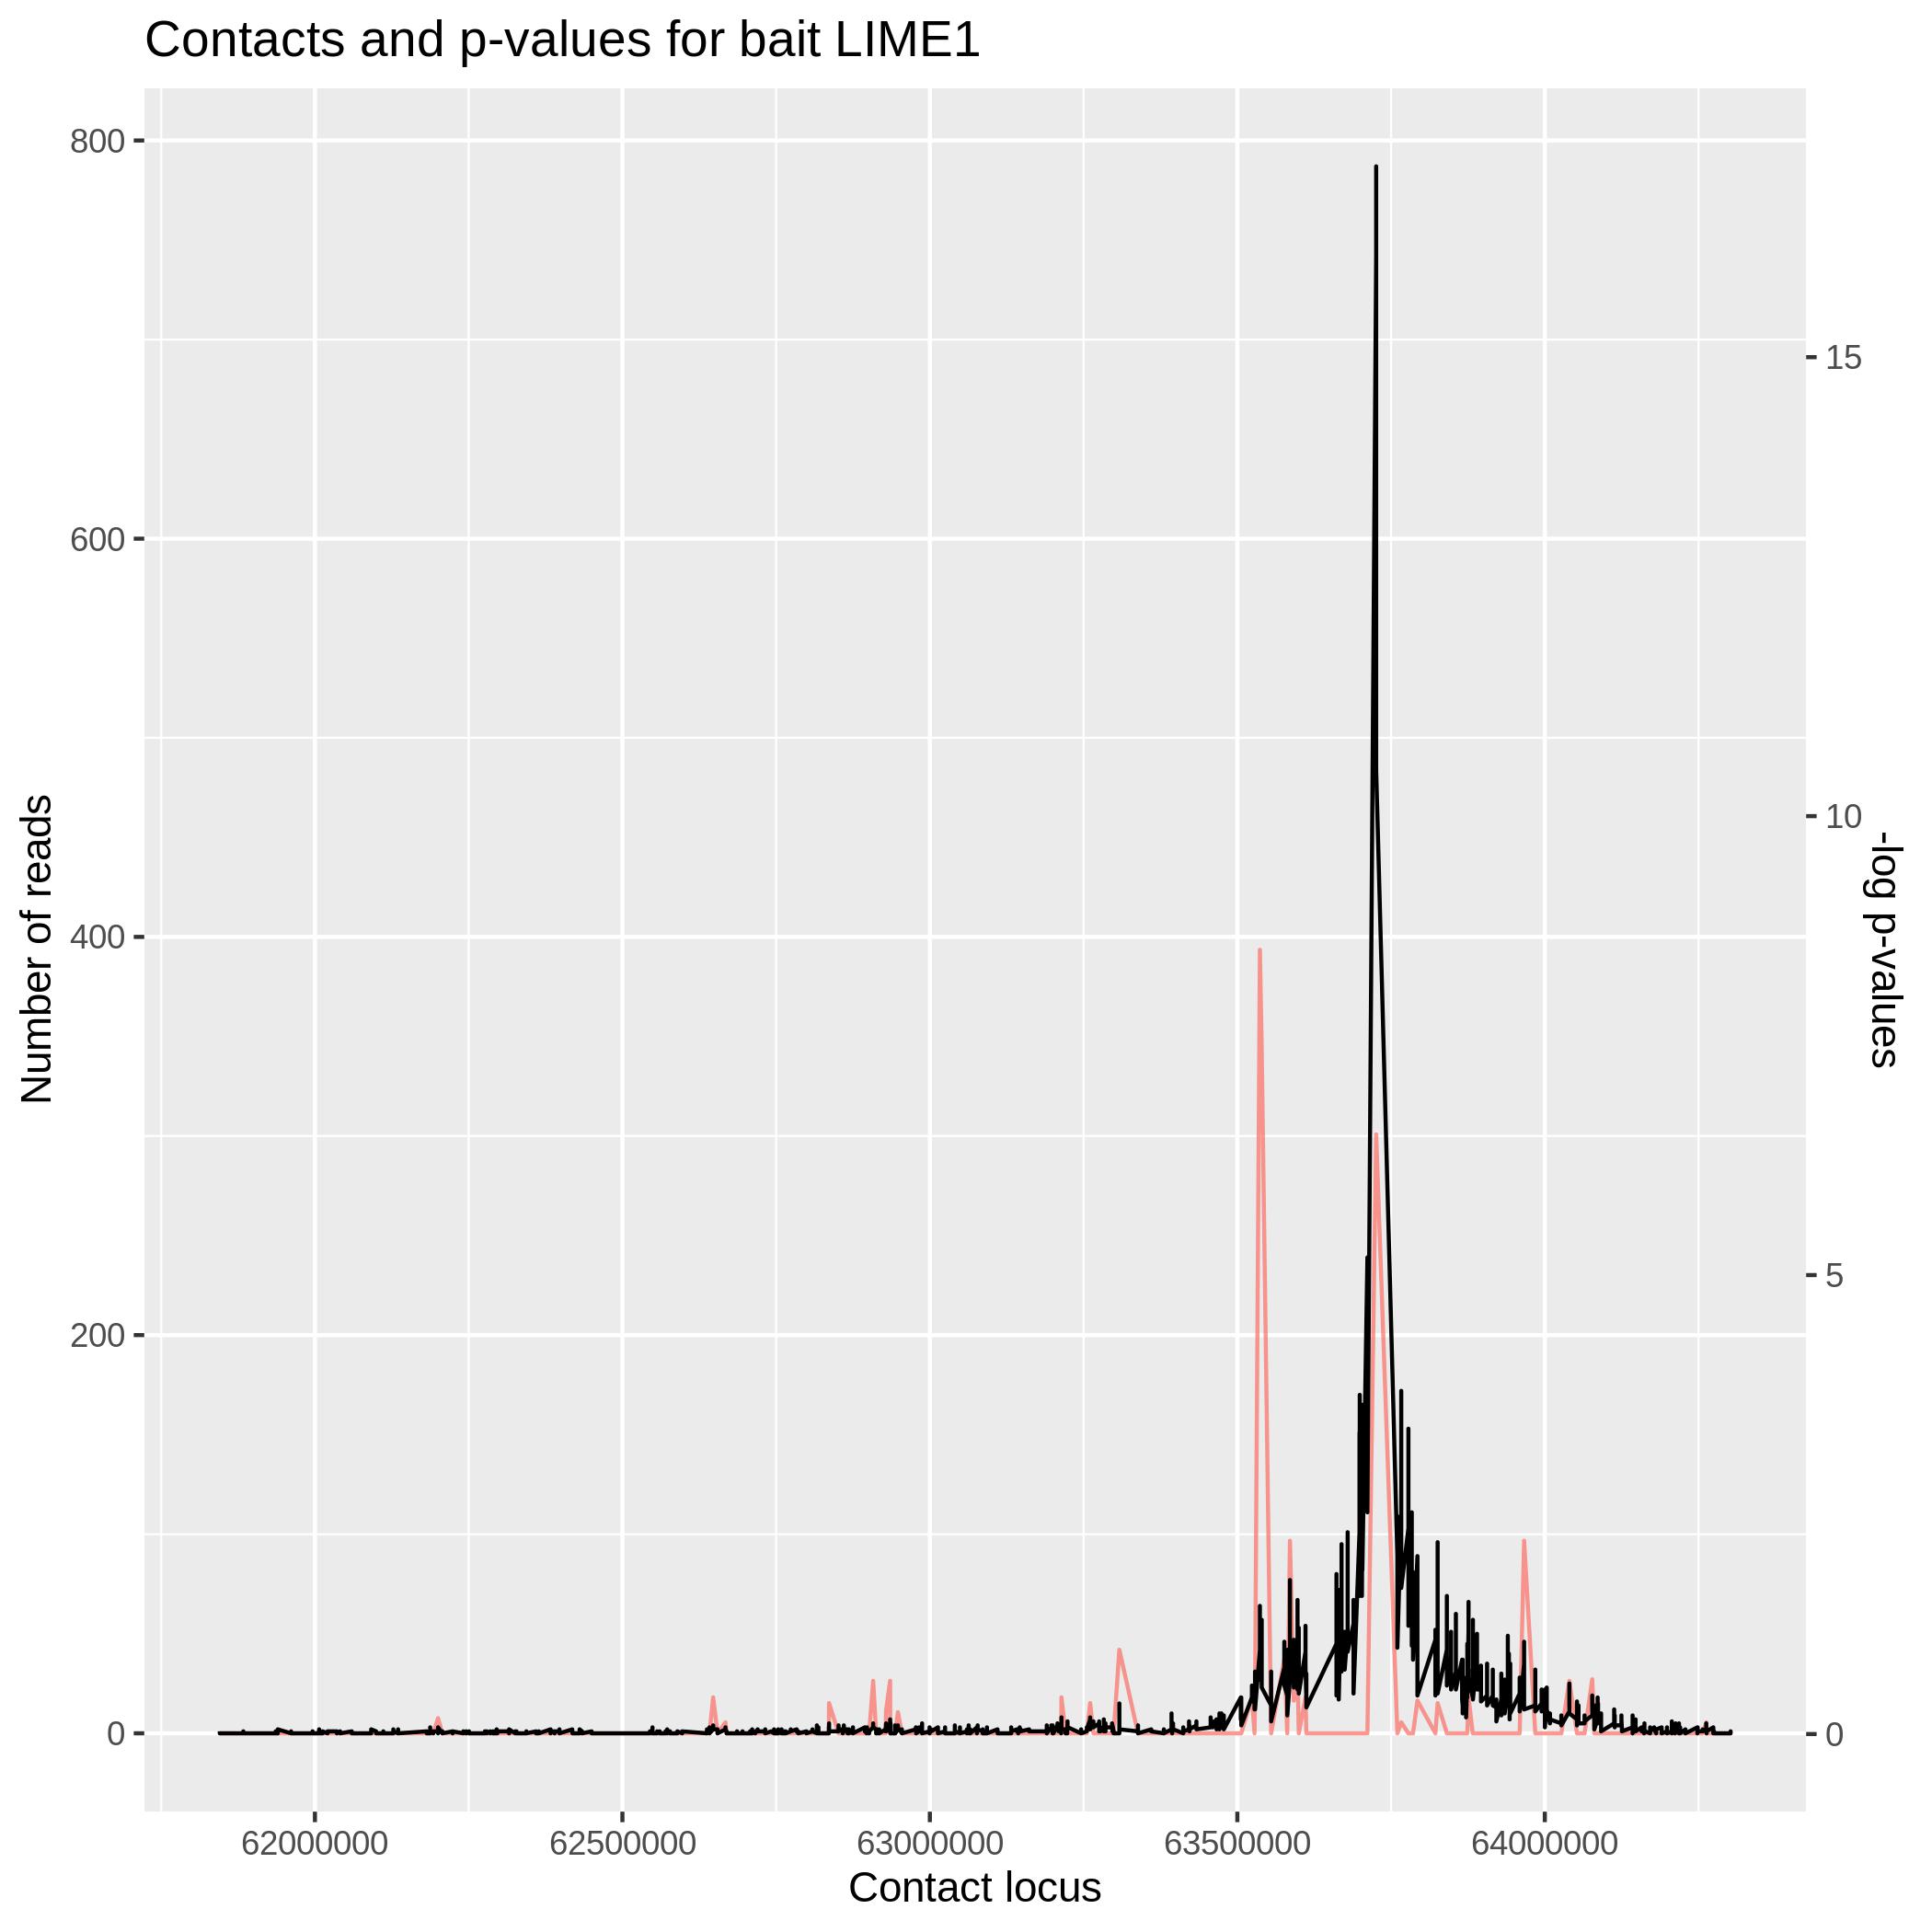 Contacts and p-values for bait LIME1
800
600
400
200
0
Number of reads
15
10
5
0
-log p-values
62000000 62500000 63000000 63500000 64000000
Contact locus